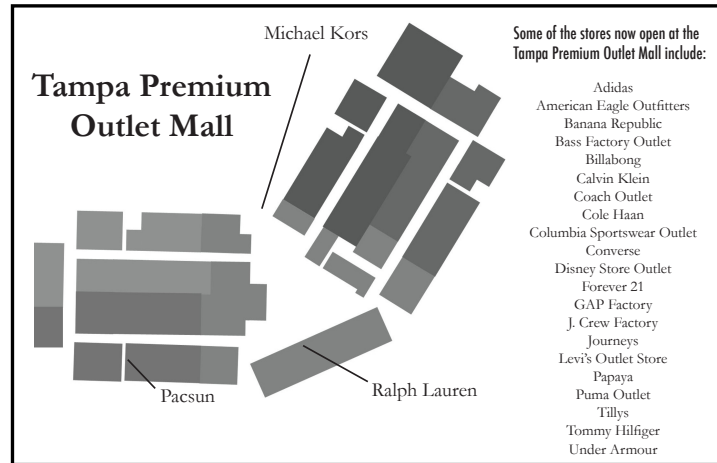 Michael Kors
Tampa Premium
Outlet Mall
Pacsun
Ralph Lauren
Some of the stores now open at the
Tampa Premium Outlet Mall include:
Adidas
American Eagle Outfitters
Banana Republic
Bass Factory Outlet
Billabong
Calvin Klein
Coach Outlet
Cole Haan
Columbia Sportswear Outlet
Converse
Disney Store Outlet
Forever 21
GAP Factory
J. Crew Factory
Journeys
Levi's Outlet Store
Papaya
Puma Outlet
Tillys
Tommy Hilfiger
Under Armour